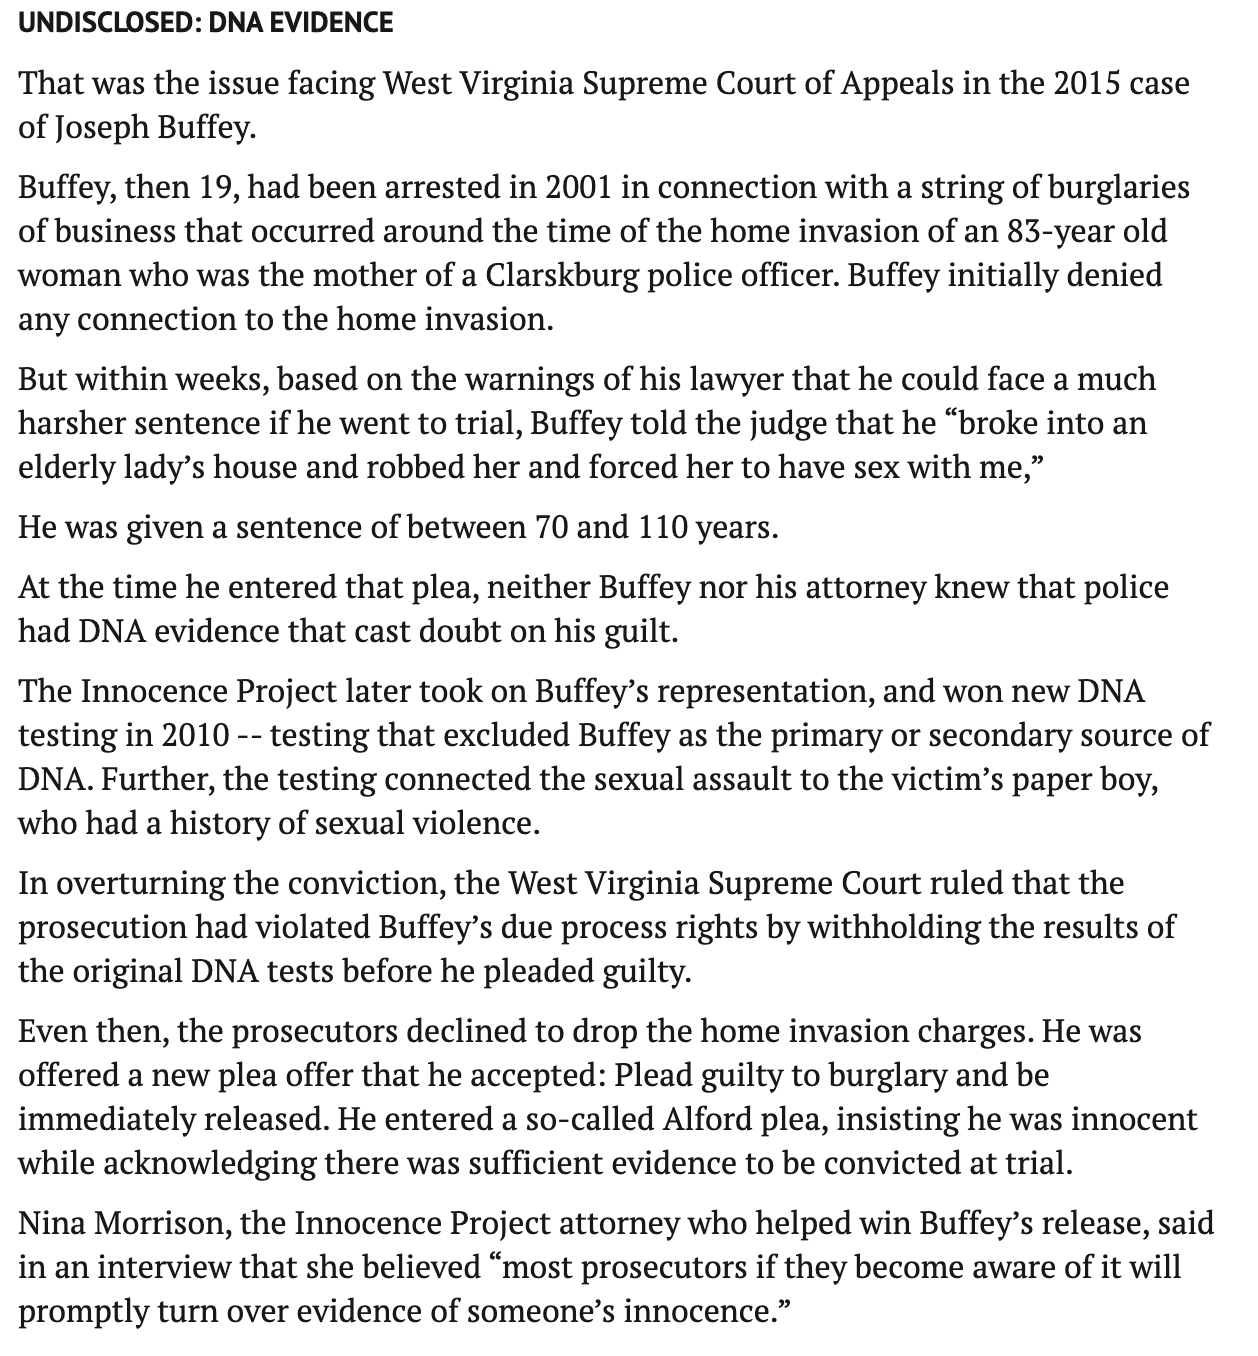 UNDISCLOSED: DNA EVIDENCE
That was the issue facing West Virginia Supreme Court of Appeals in the 2015 case
of Joseph Buffey.
Buffey, then 19, had been arrested in 2001 in connection with a string of burglaries
of business that occurred around the time of the home invasion of an 83-year old
woman who was the mother of a Clarskburg police officer. Buffey initially denied
any connection to the home invasion.
But within weeks, based on the warnings of his lawyer that he could face a much
harsher sentence if he went to trial, Buffey told the judge that he “broke into an
elderly lady’s house and robbed her and forced her to have sex with me,”
He was given a sentence of between 70 and 110 years.
At the time he entered that plea, neither Buffey nor his attorney knew that police
had DNA evidence that cast doubt on his guilt.
The Innocence Project later took on Buffey’s representation, and won new DNA
testing in 2010 -- testing that excluded Buffey as the primary or secondary source of
DNA. Further, the testing connected the sexual assault to the victim’s paper boy,
who had a history of sexual violence.
In overturning the conviction, the West Virginia Supreme Court ruled that the
prosecution had violated Buffey’s due process rights by withholding the results of
the original DNA tests before he pleaded guilty.
Even then, the prosecutors declined to drop the home invasion charges. He was
offered a new plea offer that he accepted: Plead guilty to burglary and be
immediately released. He entered a so-called Alford plea, insisting he was innocent
while acknowledging there was sufficient evidence to be convicted at trial.
Nina Morrison, the Innocence Project attorney who helped win Buffey’s release, said
in an interview that she believed “most prosecutors if they become aware of it will
promptly turn over evidence of someone’s innocence.”